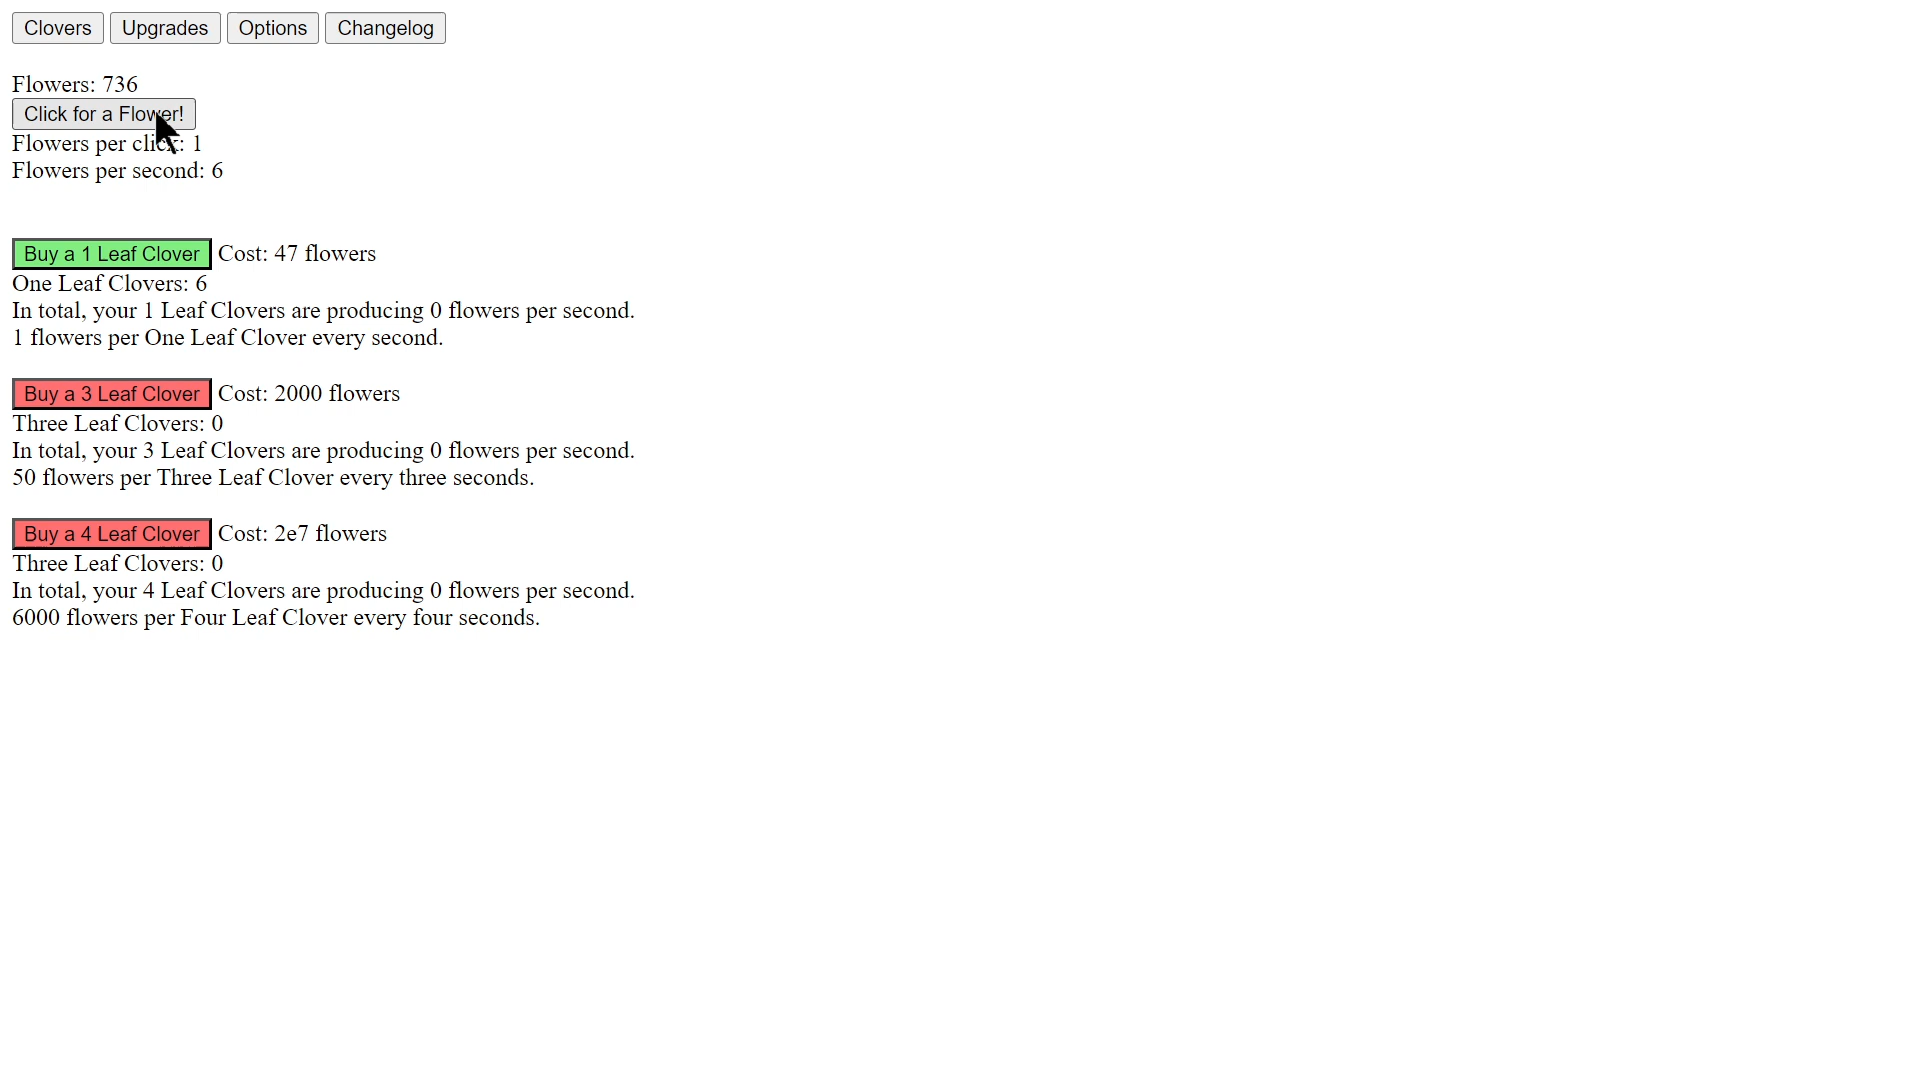 Clovers Upgrades Options Changelog
Flowers: 736
Click for a Flower!
Flowers per click: 1
Flowers per second: 6
Buy a 1 Leaf Clover Cost: 47 flowers
One Leaf Clovers: 6
In total, your 1 Leaf Clovers are producing 0 flowers per second.
1 flowers per One Leaf Clover every second.
Buy a 3 Leaf Clover Cost: 2000 flowers
Three Leaf Clovers: 0
In total, your 3 Leaf Clovers are producing 0 flowers per second.
50 flowers per Three Leaf Clover every three seconds.
Buy a 4 Leaf Clover Cost: 2e7 flowers
Three Leaf Clovers: 0
In total, your 4 Leaf Clovers are producing 0 flowers per second.
6000 flowers per Four Leaf Clover every four seconds.